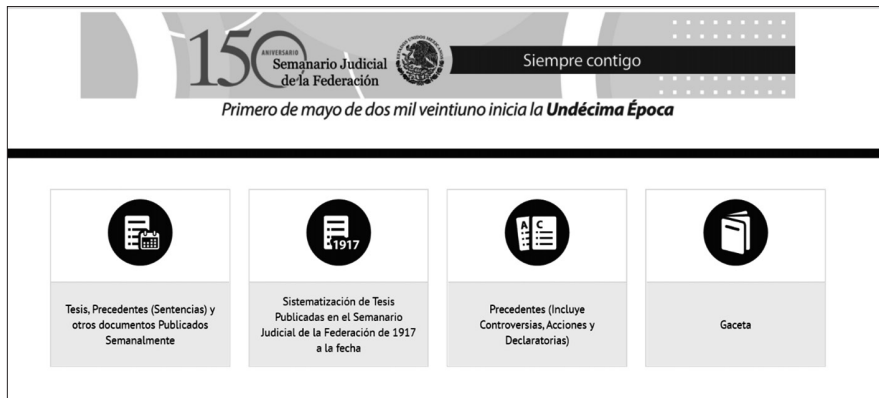 150
ANIVERSARIO
Semanario Judicial
de la Federación
Siempre contigo
Primero de mayo de dos mil veintiuno inicia la Undécima Época
1917
A C
Tesis, Precedentes (Sentencias) y
otros documentos Publicados
Semanalmente
Sistematización de Tesis
Publicadas en el Semanario
Judicial de la Federación de 1917
a la fecha
Precedentes (Incluye
Controversias, Acciones y
Declaratorias)
Gaceta